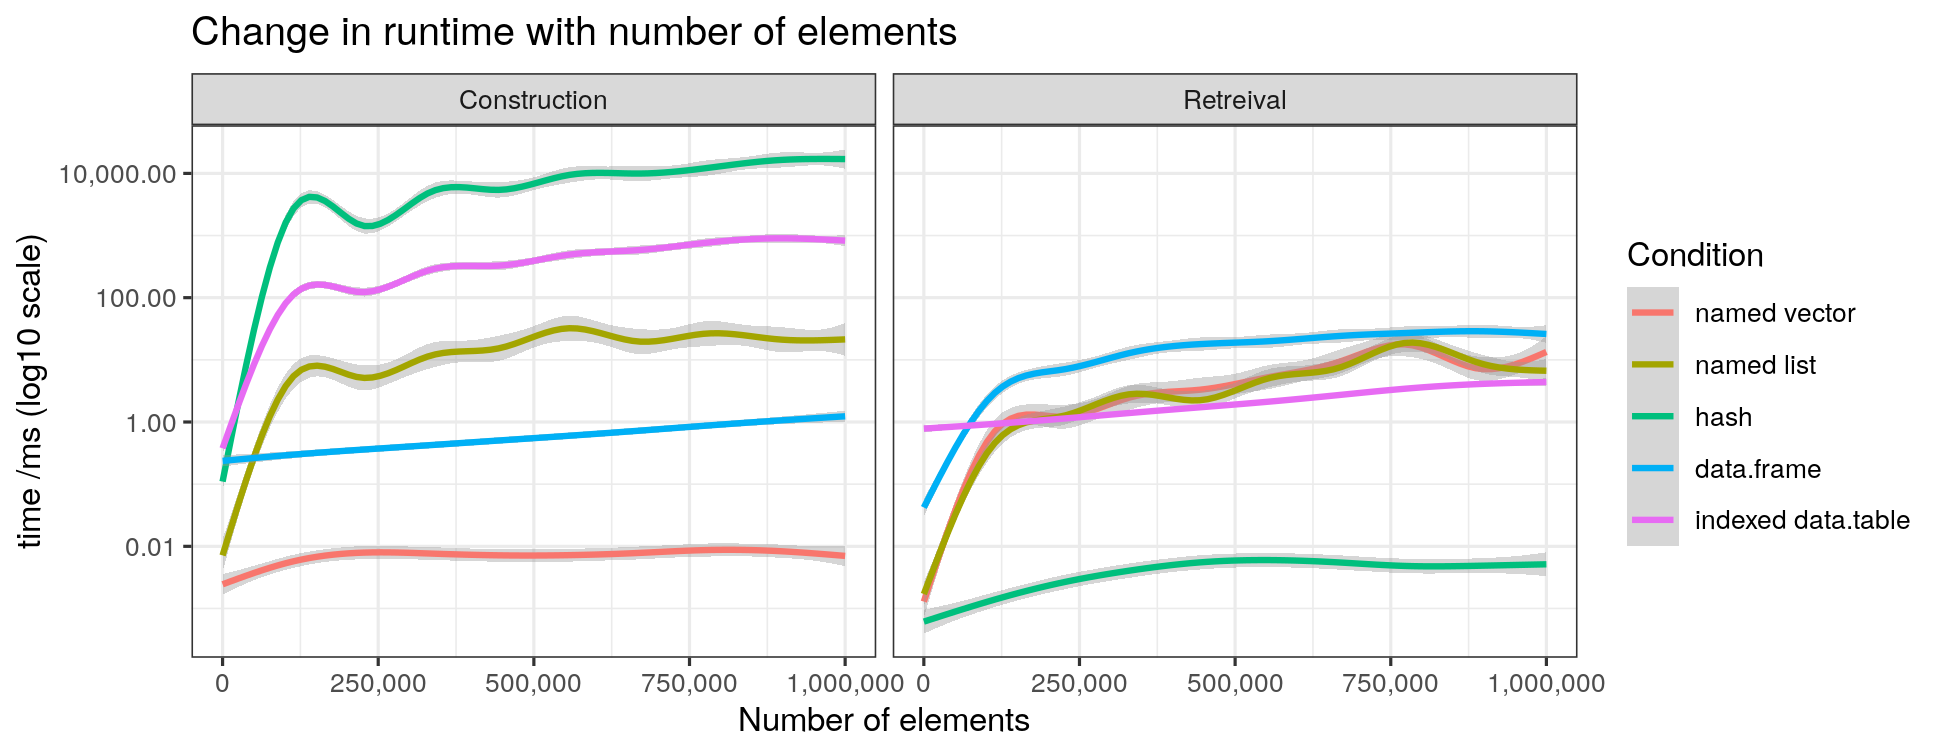 Change in runtime with number of elements
Construction
Retreival
time /ms (log10 scale)
10,000.00
100.00
1.00
0.01
0 250,000 500,000 750,000 1,000,000
0 250,000 500,000 750,000 1,000,000
Number of elements
Condition
named vector
named list
hash
data.frame
indexed data.table